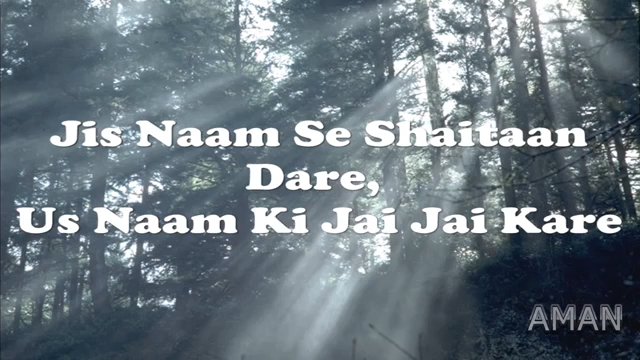 Jis Naam Se Shaitaan
Dare,
Us Naam Ki Jai Jai Kare
AMAN